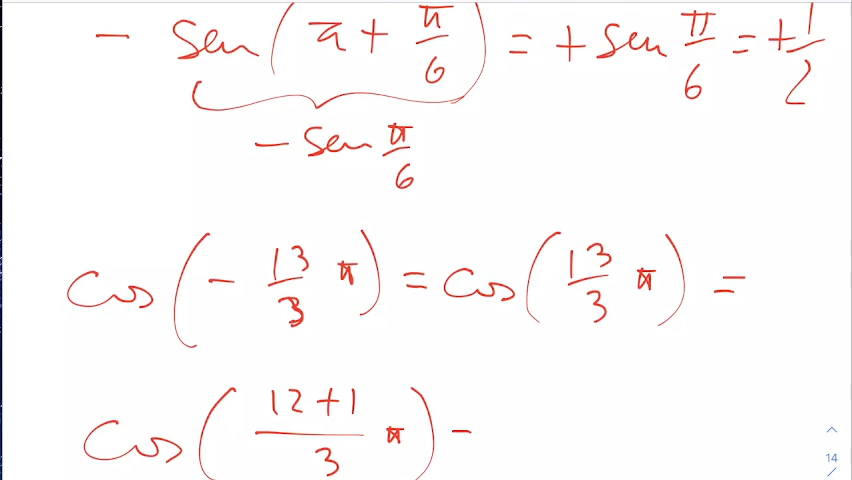 - sen(π + π/6) = + sen π/6 = + 1/2
- sen π/6
cos(- 13/3 π) = cos(13/3 π) =
cos((12+1)/3 π) -
14